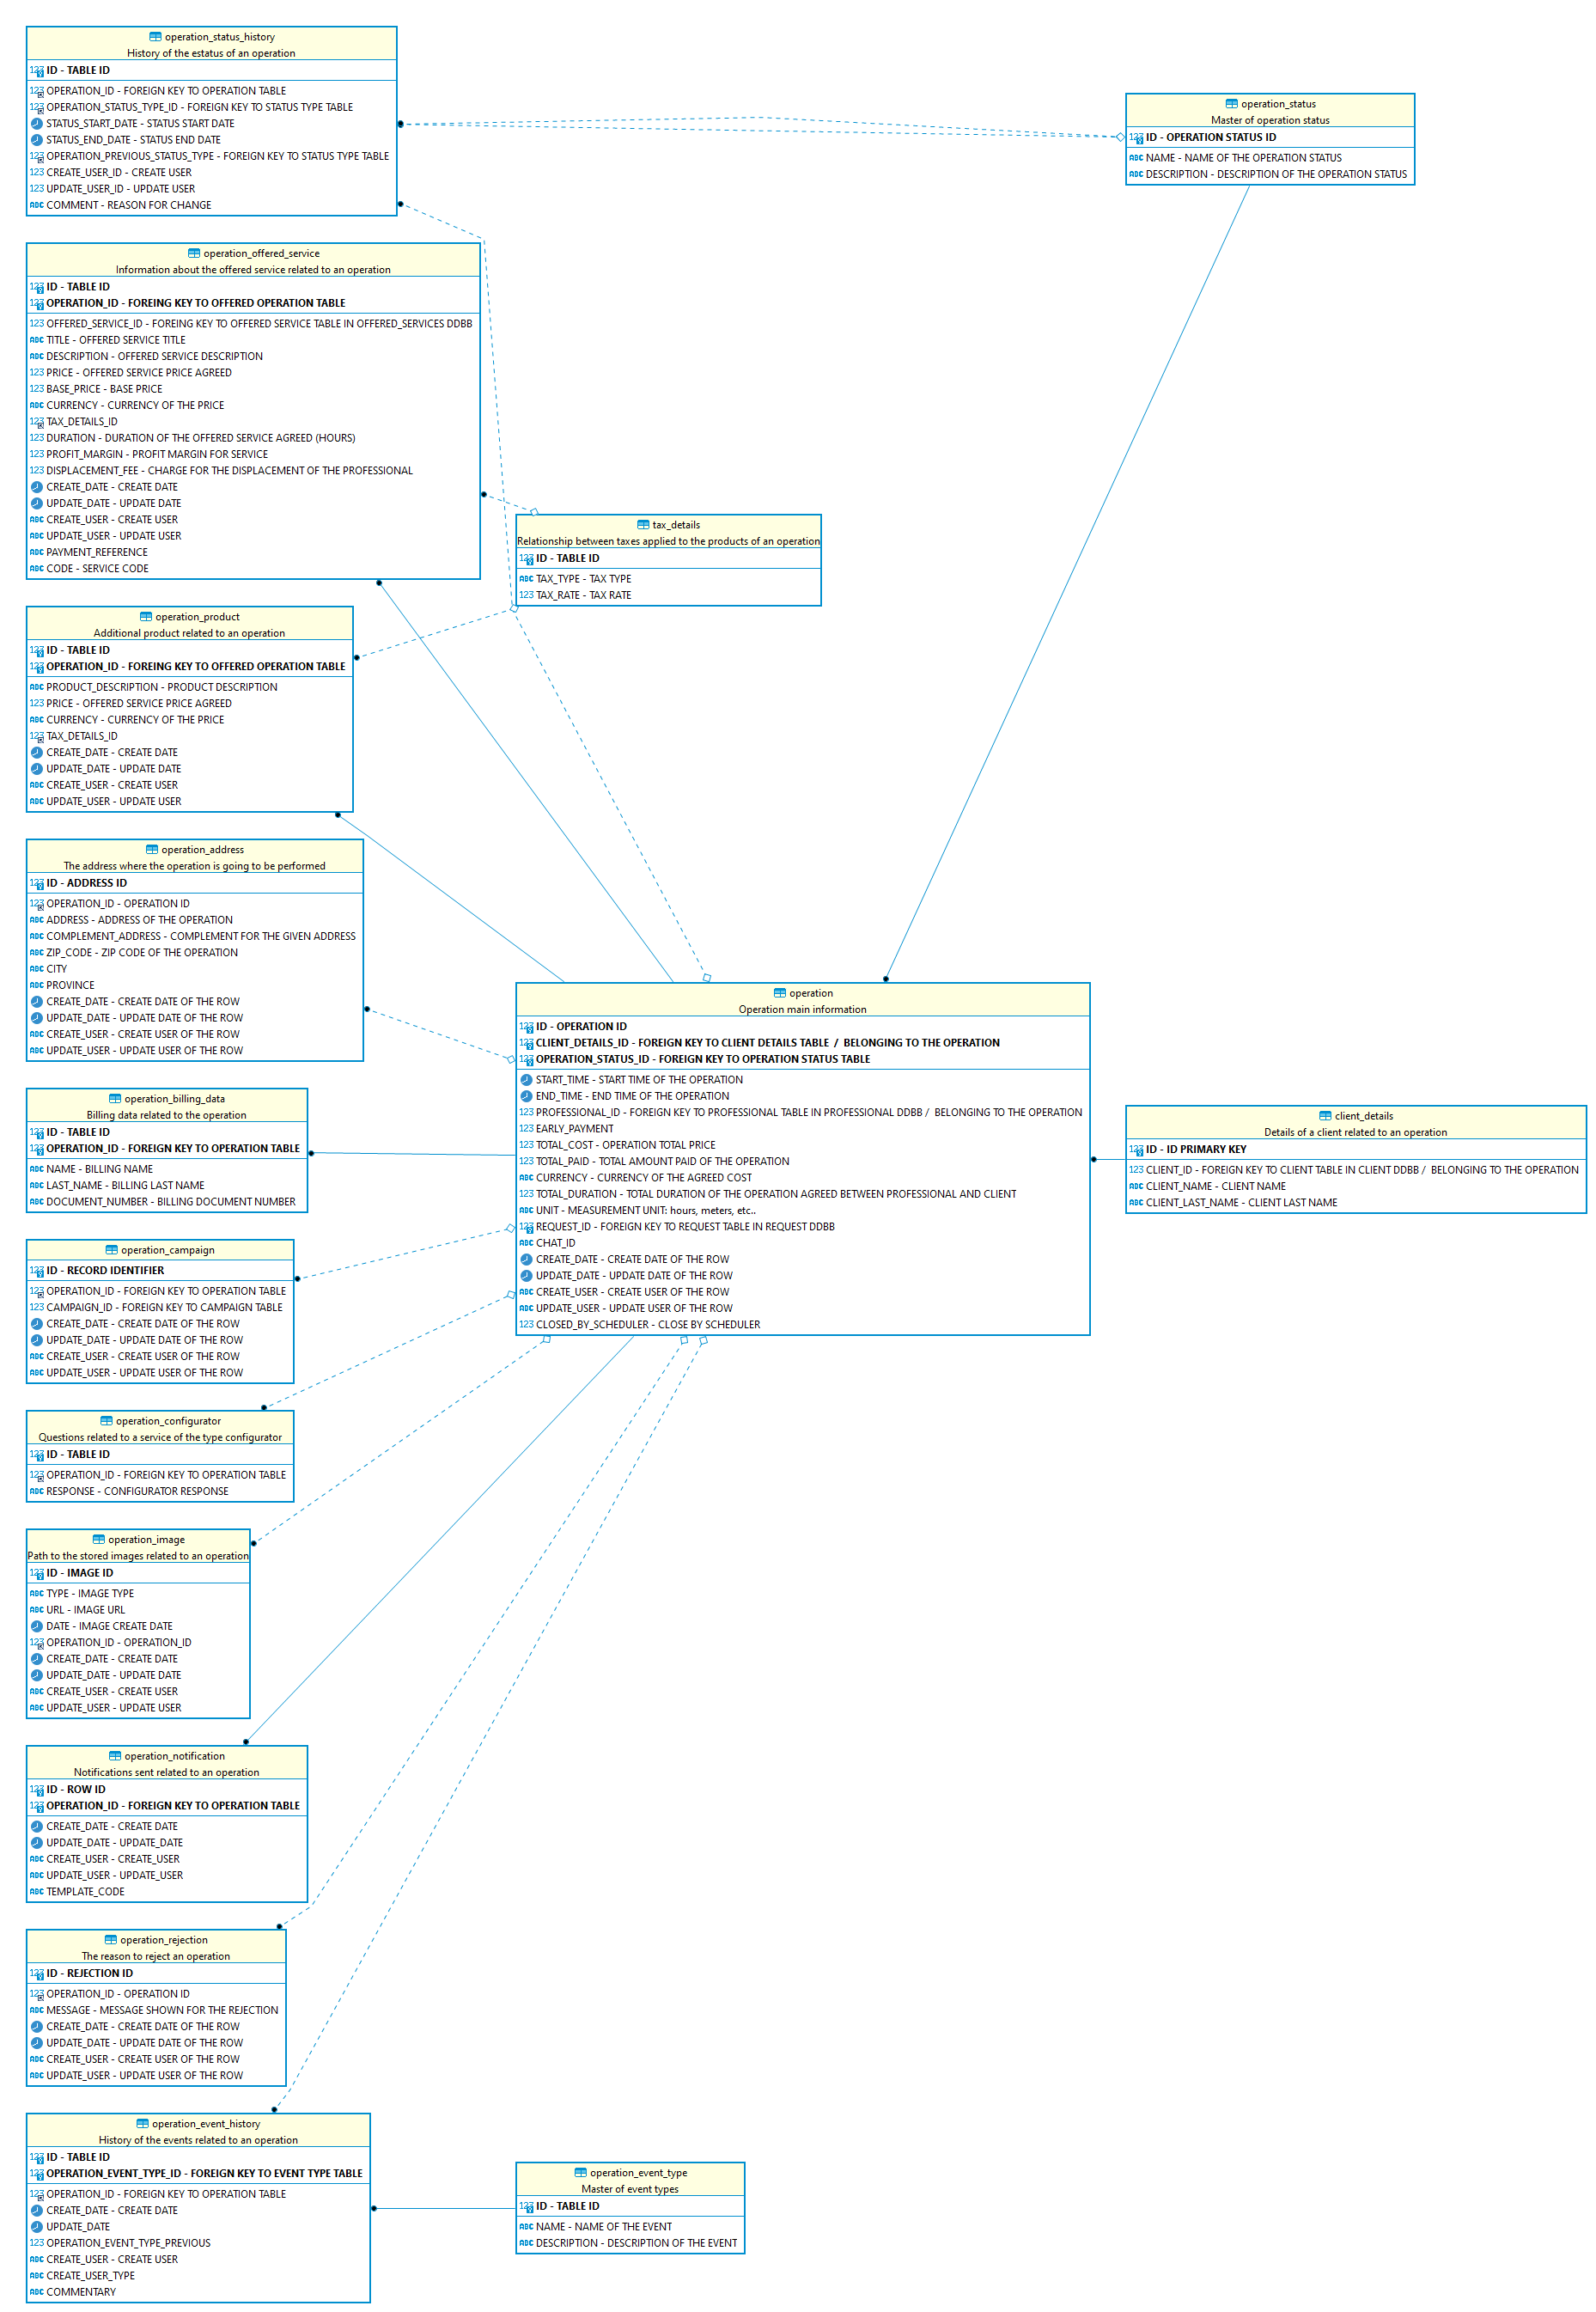 operation_status_history
History of the estatus of an operation
ID - TABLE ID
OPERATION_ID - FOREIGN KEY TO OPERATION TABLE
OPERATION_STATUS_TYPE_ID - FOREIGN KEY TO STATUS TYPE TABLE
STATUS_START_DATE - STATUS START DATE
STATUS_END_DATE - STATUS END DATE
OPERATION_PREVIOUS_STATUS_TYPE - FOREIGN KEY TO STATUS TYPE TABLE
CREATE_USER_ID - CREATE USER
UPDATE_USER_ID - UPDATE USER
COMMENT - REASON FOR CHANGE
operation_status
Master of operation status
ID - OPERATION STATUS ID
NAME - NAME OF THE OPERATION STATUS
DESCRIPTION - DESCRIPTION OF THE OPERATION STATUS
operation_offered_service
Information about the offered service related to an operation
ID - TABLE ID
OPERATION_ID - FOREING KEY TO OFFERED OPERATION TABLE
OFFERED_SERVICE_ID - FOREING KEY TO OFFERED SERVICE TABLE IN OFFERED_SERVICES DDBB
TITLE - OFFERED SERVICE TITLE
DESCRIPTION - OFFERED SERVICE DESCRIPTION
PRICE - OFFERED SERVICE PRICE AGREED
BASE_PRICE - BASE PRICE
CURRENCY - CURRENCY OF THE PRICE
TAX_DETAILS_ID
DURATION - DURATION OF THE OFFERED SERVICE AGREED (HOURS)
PROFIT_MARGIN - PROFIT MARGIN FOR SERVICE
DISPLACEMENT_FEE - CHARGE FOR THE DISPLACEMENT OF THE PROFESSIONAL
CREATE_DATE - CREATE DATE
UPDATE_DATE - UPDATE DATE
CREATE_USER - CREATE USER
UPDATE_USER - UPDATE USER
PAYMENT_REFERENCE
CODE - SERVICE CODE
tax_details
Relationship between taxes applied to the products of an operation
ID - TABLE ID
TAX_TYPE - TAX TYPE
TAX_RATE - TAX RATE
operation_product
Additional product related to an operation
ID - TABLE ID
OPERATION_ID - FOREING KEY TO OFFERED OPERATION TABLE
PRODUCT_DESCRIPTION - PRODUCT DESCRIPTION
PRICE - OFFERED SERVICE PRICE AGREED
CURRENCY - CURRENCY OF THE PRICE
TAX_DETAILS_ID
CREATE_DATE - CREATE DATE
UPDATE_DATE - UPDATE DATE
CREATE_USER - CREATE USER
UPDATE_USER - UPDATE USER
operation_address
The address where the operation is going to be performed
ID - ADDRESS ID
OPERATION_ID - OPERATION ID
ADDRESS - ADDRESS OF THE OPERATION
COMPLEMENT_ADDRESS - COMPLEMENT FOR THE GIVEN ADDRESS
ZIP_CODE - ZIP CODE OF THE OPERATION
CITY
PROVINCE
CREATE_DATE - CREATE DATE OF THE ROW
UPDATE_DATE - UPDATE DATE OF THE ROW
CREATE_USER - CREATE USER OF THE ROW
UPDATE_USER - UPDATE USER OF THE ROW
operation
Operation main information
ID - OPERATION ID
CLIENT_DETAILS_ID - FOREIGN KEY TO CLIENT DETAILS TABLE / BELONGING TO THE OPERATION
OPERATION_STATUS_ID - FOREIGN KEY TO OPERATION STATUS TABLE
START_TIME - START TIME OF THE OPERATION
END_TIME - END TIME OF THE OPERATION
PROFESSIONAL_ID - FOREIGN KEY TO PROFESSIONAL TABLE IN PROFESSIONAL DDBB / BELONGING TO THE OPERATION
EARLY_PAYMENT
TOTAL_COST - OPERATION TOTAL PRICE
TOTAL_PAID - TOTAL AMOUNT PAID OF THE OPERATION
CURRENCY - CURRENCY OF THE AGREED COST
TOTAL_DURATION - TOTAL DURATION OF THE OPERATION AGREED BETWEEN PROFESSIONAL AND CLIENT
UNIT - MEASUREMENT UNIT: hours, meters, etc..
REQUEST_ID - FOREIGN KEY TO REQUEST TABLE IN REQUEST DDBB
CHAT_ID
CREATE_DATE - CREATE DATE OF THE ROW
UPDATE_DATE - UPDATE DATE OF THE ROW
CREATE_USER - CREATE USER OF THE ROW
UPDATE_USER - UPDATE USER OF THE ROW
CLOSED_BY_SCHEDULER - CLOSE BY SCHEDULER
client_details
Details of a client related to an operation
ID - ID PRIMARY KEY
CLIENT_ID - FOREIGN KEY TO CLIENT TABLE IN CLIENT DDBB / BELONGING TO THE OPERATION
CLIENT_NAME - CLIENT NAME
CLIENT_LAST_NAME - CLIENT LAST NAME
operation_billing_data
Billing data related to the operation
ID - TABLE ID
OPERATION_ID - FOREIGN KEY TO OPERATION TABLE
NAME - BILLING NAME
LAST_NAME - BILLING LAST NAME
DOCUMENT_NUMBER - BILLING DOCUMENT NUMBER
operation_campaign
ID - RECORD IDENTIFIER
OPERATION_ID - FOREIGN KEY TO OPERATION TABLE
CAMPAIGN_ID - FOREIGN KEY TO CAMPAIGN TABLE
CREATE_DATE - CREATE DATE OF THE ROW
UPDATE_DATE - UPDATE DATE OF THE ROW
CREATE_USER - CREATE USER OF THE ROW
UPDATE_USER - UPDATE USER OF THE ROW
operation_configurator
Questions related to a service of the type configurator
ID - TABLE ID
OPERATION_ID - FOREIGN KEY TO OPERATION TABLE
RESPONSE - CONFIGURATOR RESPONSE
operation_image
Path to the stored images related to an operation
ID - IMAGE ID
TYPE - IMAGE TYPE
URL - IMAGE URL
DATE - IMAGE CREATE DATE
OPERATION_ID - OPERATION_ID
CREATE_DATE - CREATE DATE
UPDATE_DATE - UPDATE DATE
CREATE_USER - CREATE USER
UPDATE_USER - UPDATE USER
operation_notification
Notifications sent related to an operation
ID - ROW ID
OPERATION_ID - FOREIGN KEY TO OPERATION TABLE
CREATE_DATE - CREATE DATE
UPDATE_DATE - UPDATE_DATE
CREATE_USER - CREATE_USER
UPDATE_USER - UPDATE_USER
TEMPLATE_CODE
operation_rejection
The reason to reject an operation
ID - REJECTION ID
OPERATION_ID - OPERATION ID
MESSAGE - MESSAGE SHOWN FOR THE REJECTION
CREATE_DATE - CREATE DATE OF THE ROW
UPDATE_DATE - UPDATE DATE OF THE ROW
CREATE_USER - CREATE USER OF THE ROW
UPDATE_USER - UPDATE USER OF THE ROW
operation_event_history
History of the events related to an operation
ID - TABLE ID
OPERATION_EVENT_TYPE_ID - FOREIGN KEY TO EVENT TYPE TABLE
OPERATION_ID - FOREIGN KEY TO OPERATION TABLE
CREATE_DATE - CREATE DATE
UPDATE_DATE
OPERATION_EVENT_TYPE_PREVIOUS
CREATE_USER - CREATE USER
CREATE_USER_TYPE
COMMENTARY
operation_event_type
Master of event types
ID - TABLE ID
NAME - NAME OF THE EVENT
DESCRIPTION - DESCRIPTION OF THE EVENT